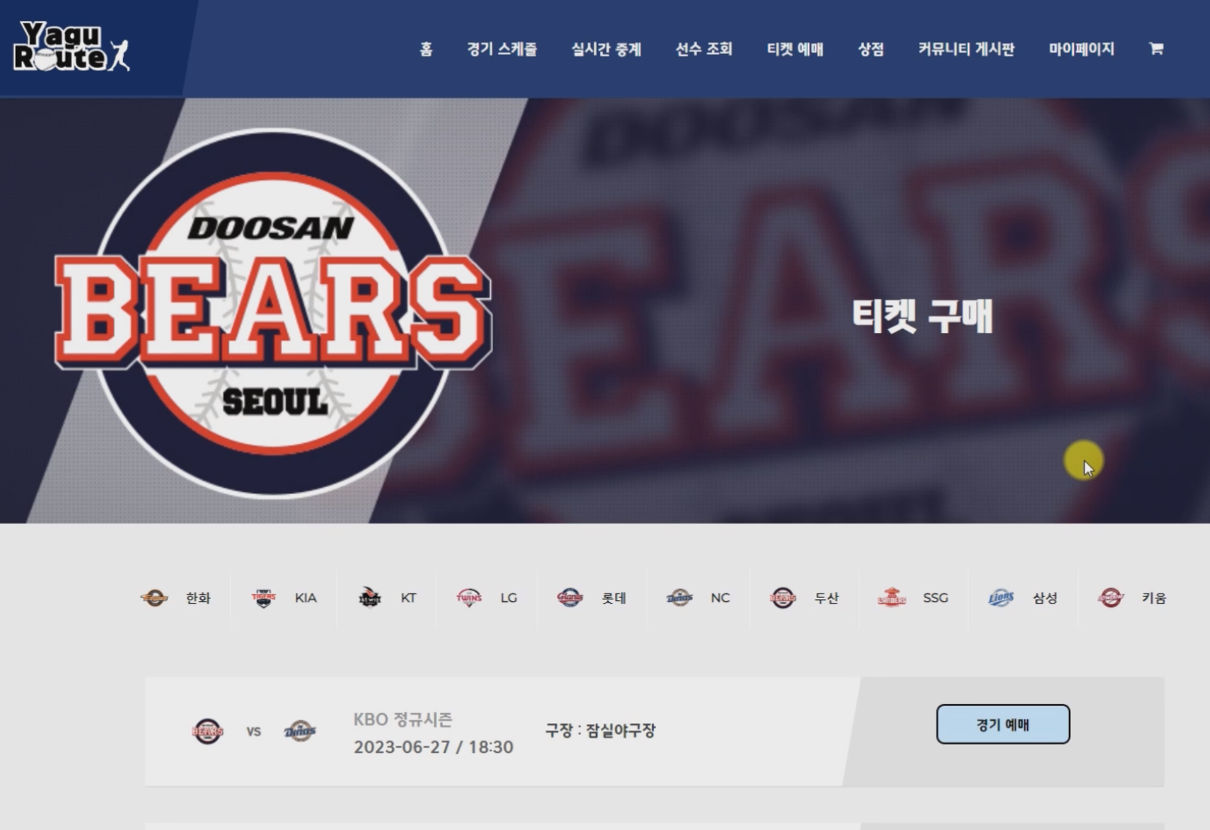 Yagu
Route
홈 경기 스케줄 실시간 중계 선수 조회 티켓 예매 상점 커뮤니티 게시판 마이페이지
DOOSAN
BEARS
SEOUL
DOOSAN
BEARS
티켓 구매
한화 KIA KT LG 롯데 NC 두산 SSG 삼성 키움
BEARS VS Dinos KBO 정규시즌
2023-06-27 / 18:30
구장 : 잠실야구장
경기 예매